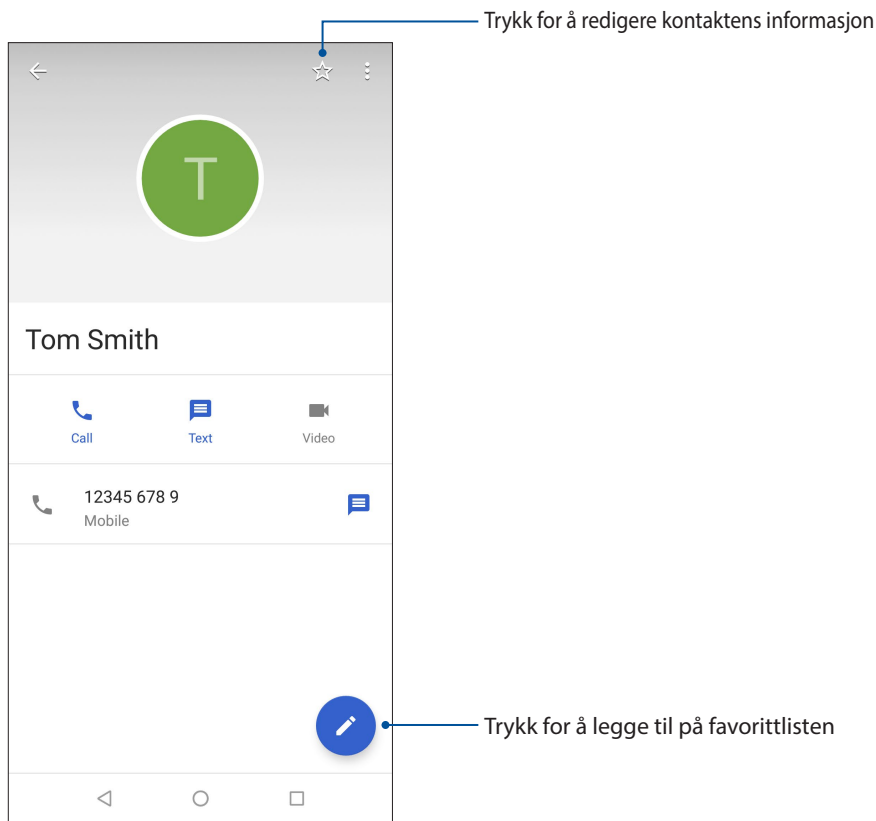 Trykk for å redigere kontaktens informasjon
T
Tom Smith
Call Text Video
12345 678 9
Mobile
Trykk for å legge til på favorittlisten